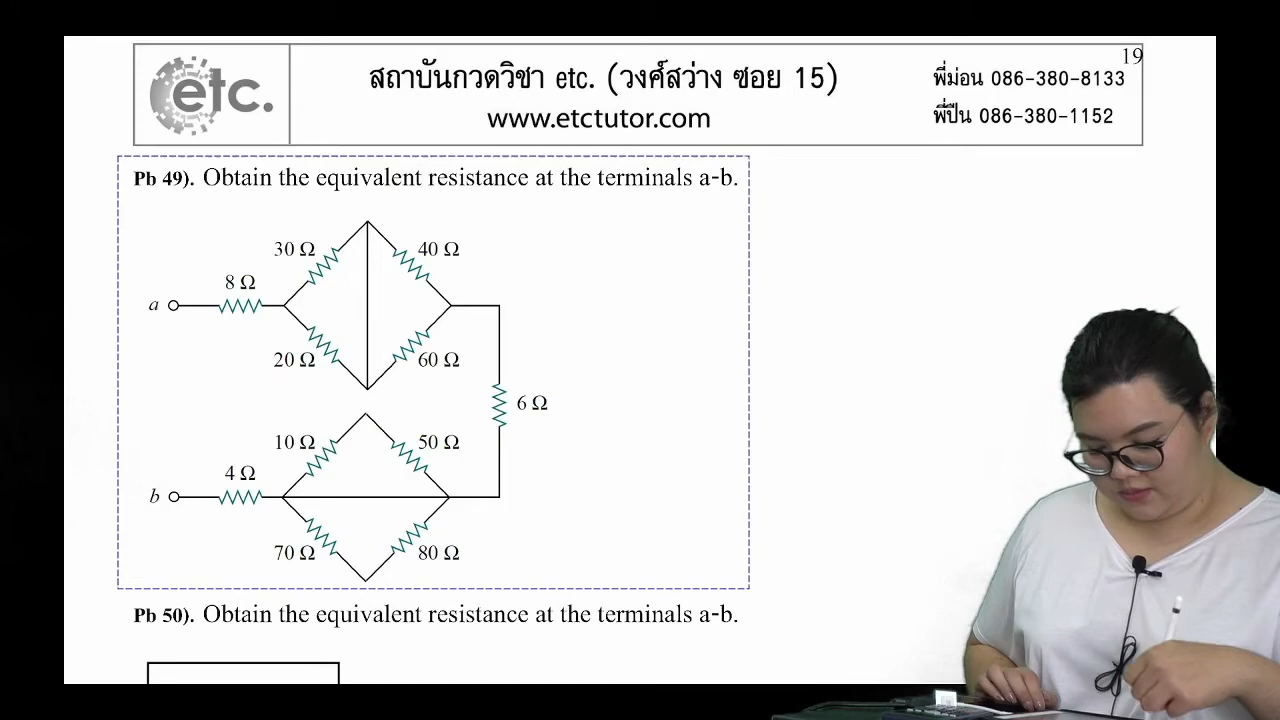 19
etc.
สถาบันกวดวิชา etc. (วงศ์สว่าง ซอย 15)
www.etctutor.com
พี่ม่อน 086-380-8133
พี่ปืน 086-380-1152
Pb 49). Obtain the equivalent resistance at the terminals a-b.
30 Ω
40 Ω
8 Ω
a
20 Ω
60 Ω
6 Ω
10 Ω
50 Ω
4 Ω
b
70 Ω
80 Ω
Pb 50). Obtain the equivalent resistance at the terminals a-b.